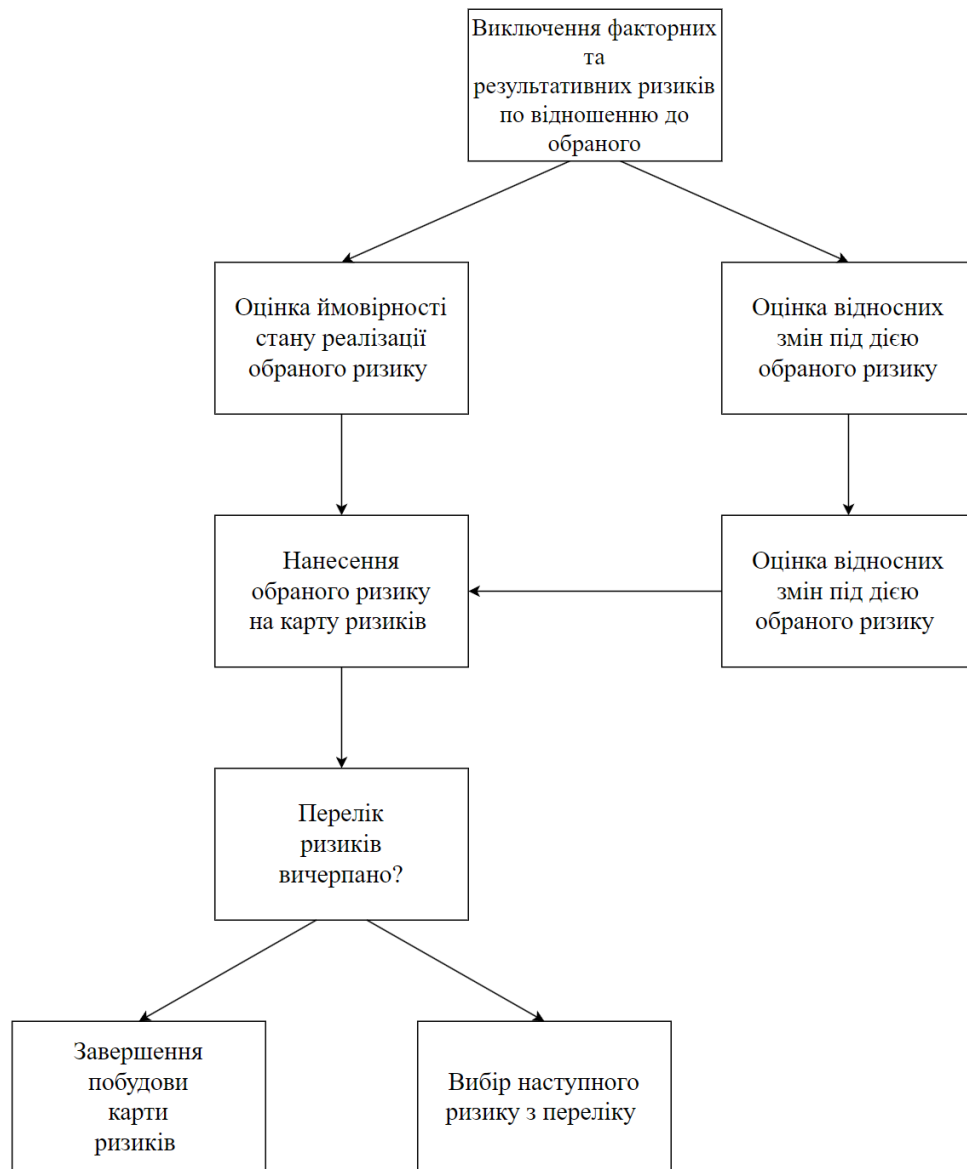 Виключення факторних
та
результативних ризиків
по відношенню до
обраного
Оцінка ймовірності
стану реалізації
обраного ризику
Оцінка відносних
змін під дією
обраного ризику
Нанесення
обраного ризику
на карту ризиків
Оцінка відносних
змін під дією
обраного ризику
Перелік
ризиків
вичерпано?
Завершення
побудови
карти
ризиків
Вибір наступного
ризику з переліку